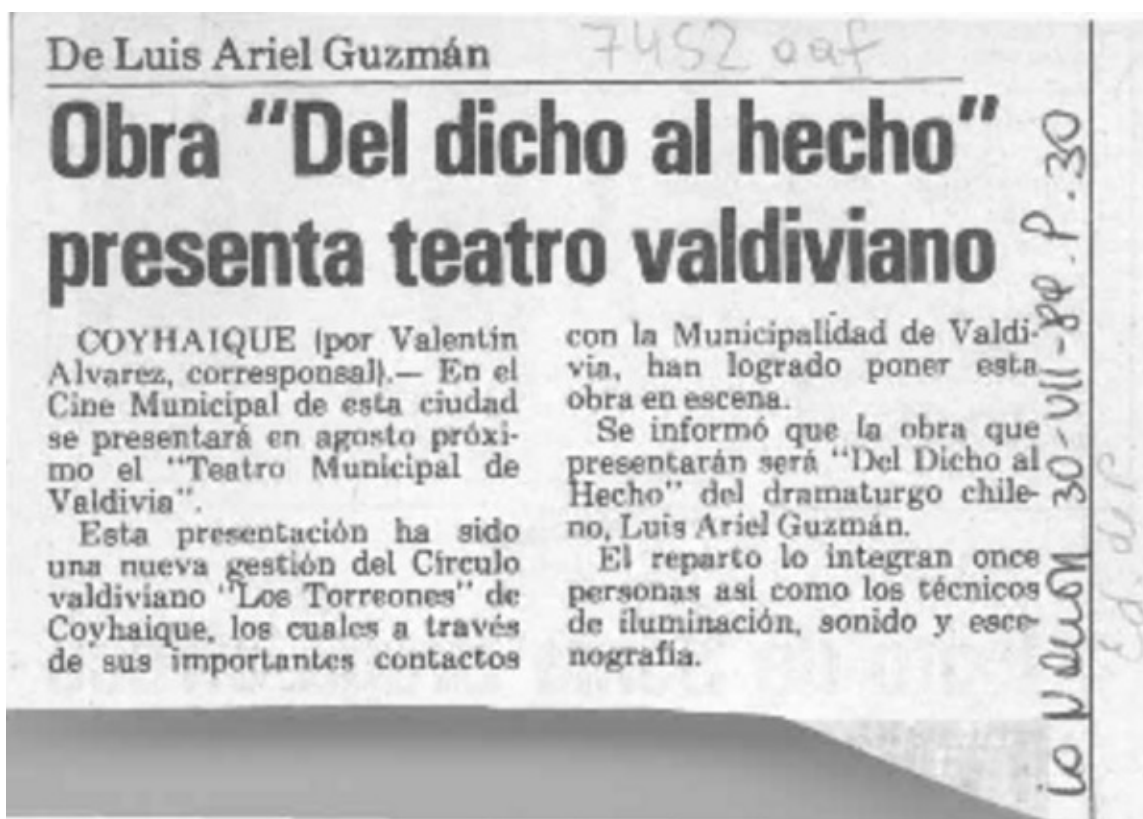 De Luis Ariel Guzmán
7452 aaf
Obra “Del dicho al hecho”
presenta teatro valdiviano
COYHAIQUE (por Valentín
Alvarez, corresponsal).— En el
Cine Municipal de esta ciudad
se presentará en agosto próxi-
mo el “Teatro Municipal de
Valdivia”.
Esta presentación ha sido
una nueva gestión del Círculo
valdiviano “Los Torreones” de
Coyhaique, los cuales a través
de sus importantes contactos
con la Municipalidad de Valdi-
via, han logrado poner esta
obra en escena.
Se informó que la obra que
presentarán será “Del Dicho al
Hecho” del dramaturgo chile-
no, Luis Ariel Guzmán.
El reparto lo integran once
personas así como los técnicos
de iluminación, sonido y esce-
nografía.
30-VII-89. P. 30